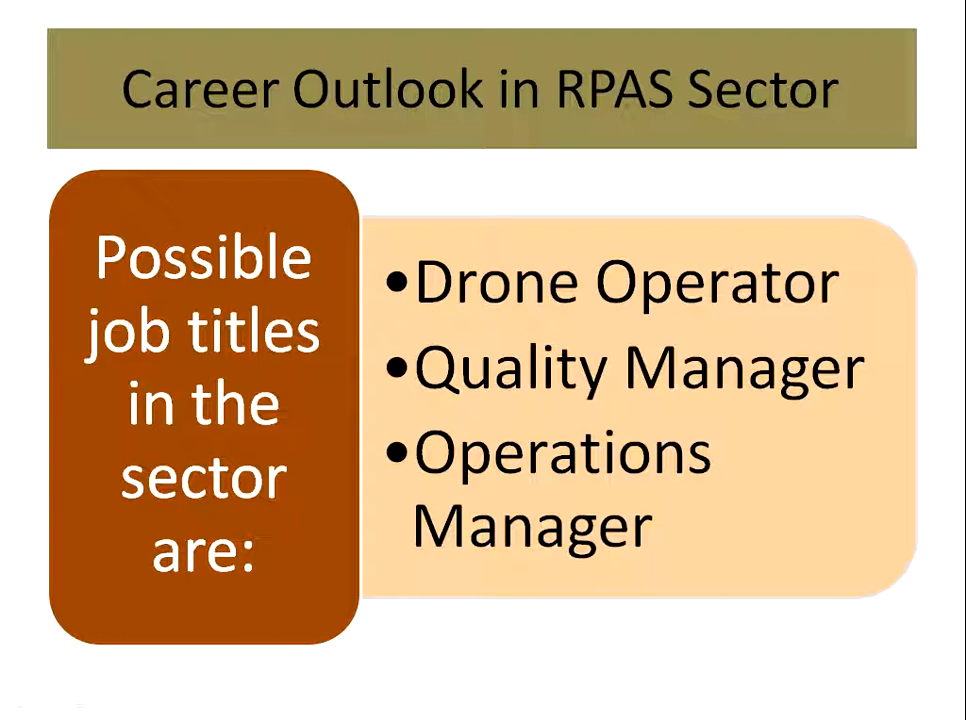 Career Outlook in RPAS Sector
Possible
job titles
in the
sector
are:
•Drone Operator
•Quality Manager
•Operations
Manager